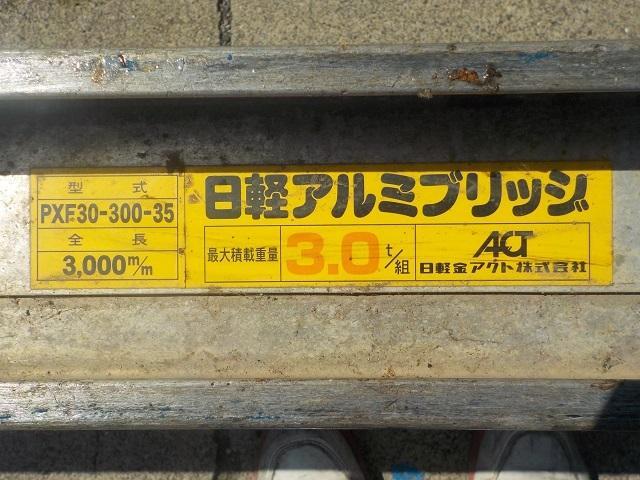 型式
PXF30-300-35
全長
3,000m/m
日軽アルミブリッジ
最大積載重量 3.0 t/組
ACT
日軽金アクト株式会社